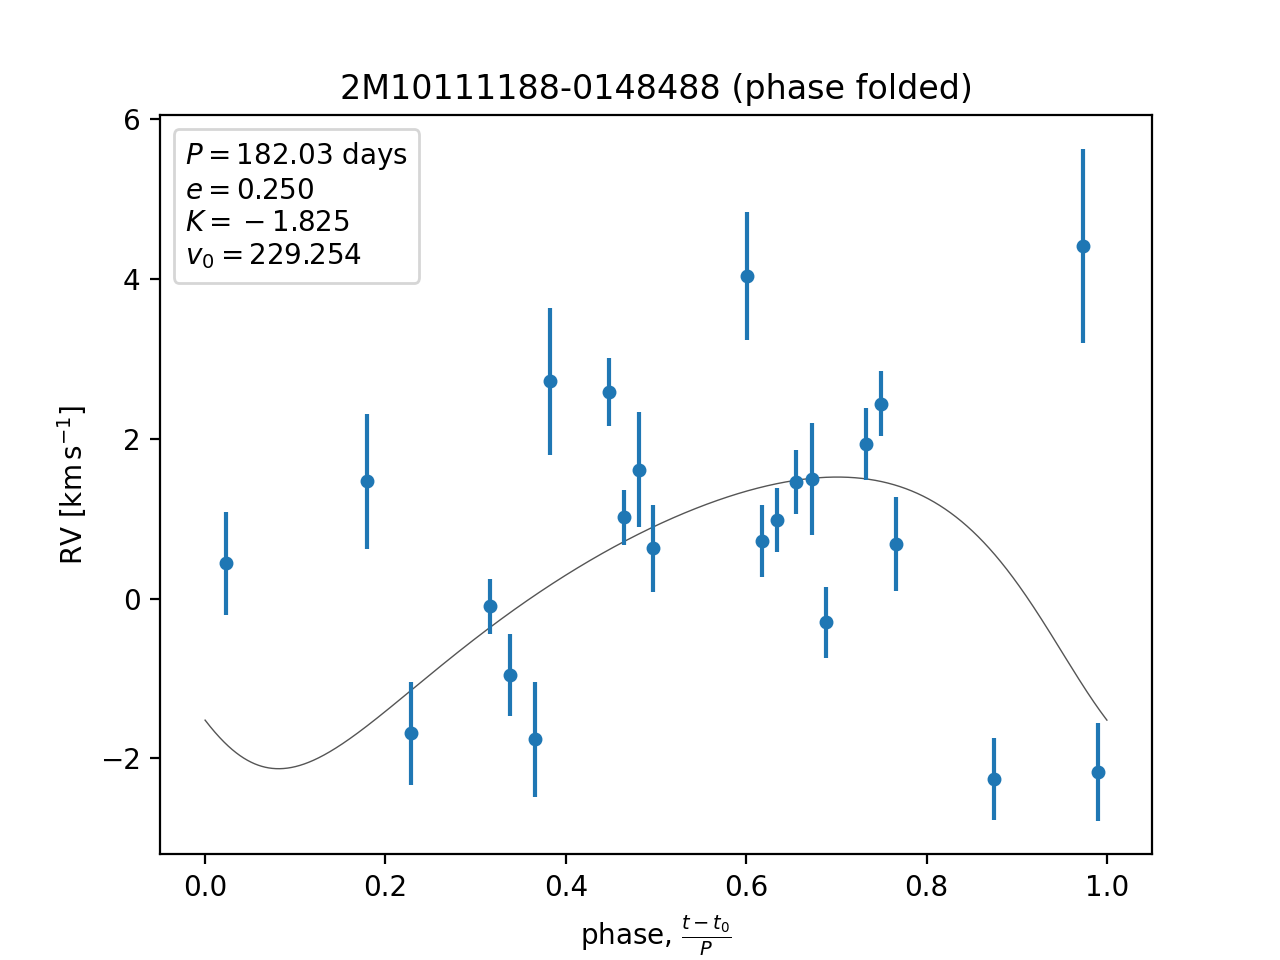 2M10111188-0148488 (phase folded)
P = 182.03 days
e = 0.250
K = −1.825
v₀ = 229.254
6
4
2
0
−2
RV [km s⁻¹]
0.0 0.2 0.4 0.6 0.8 1.0
phase, (t − t₀)/P